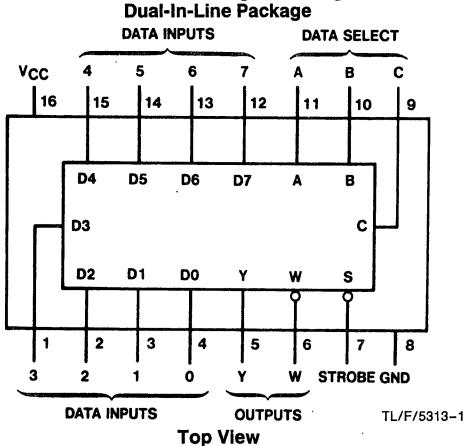 Dual-In-Line Package
DATA INPUTS DATA SELECT
VCC 4 5 6 7 A B C
16 15 14 13 12 11 10 9
D4 D5 D6 D7 A B
D3 C
D2 D1 D0 Y W S
1 2 3 4 5 6 7 8
3 2 1 0 Y W STROBE GND
DATA INPUTS OUTPUTS TL/F/5313-1
Top View